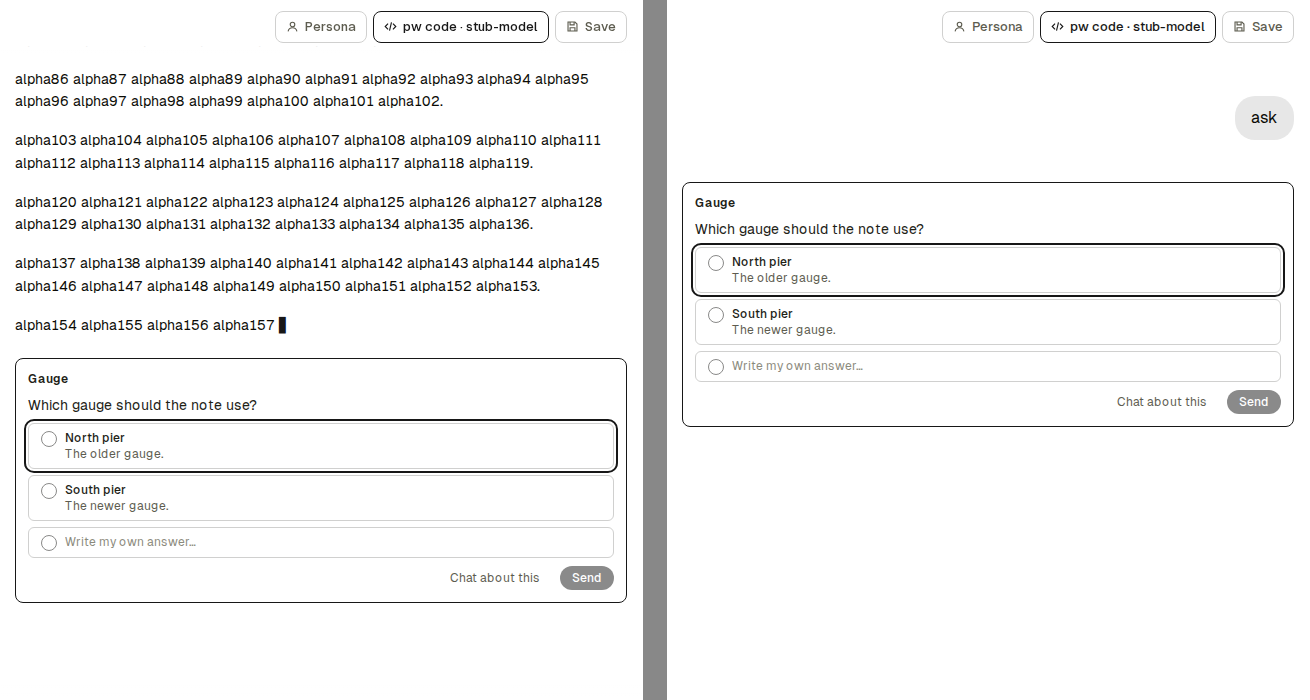 Persona
pw code · stub-model
Save
alpha86 alpha87 alpha88 alpha89 alpha90 alpha91 alpha92 alpha93 alpha94 alpha95
alpha96 alpha97 alpha98 alpha99 alpha100 alpha101 alpha102.
alpha103 alpha104 alpha105 alpha106 alpha107 alpha108 alpha109 alpha110 alpha111
alpha112 alpha113 alpha114 alpha115 alpha116 alpha117 alpha118 alpha119.
alpha120 alpha121 alpha122 alpha123 alpha124 alpha125 alpha126 alpha127 alpha128
alpha129 alpha130 alpha131 alpha132 alpha133 alpha134 alpha135 alpha136.
alpha137 alpha138 alpha139 alpha140 alpha141 alpha142 alpha143 alpha144 alpha145
alpha146 alpha147 alpha148 alpha149 alpha150 alpha151 alpha152 alpha153.
alpha154 alpha155 alpha156 alpha157
Gauge
Which gauge should the note use?
North pier
The older gauge.
South pier
The newer gauge.
Write my own answer…
Chat about this
Send
Persona
pw code · stub-model
Save
ask
Gauge
Which gauge should the note use?
North pier
The older gauge.
South pier
The newer gauge.
Write my own answer…
Chat about this
Send